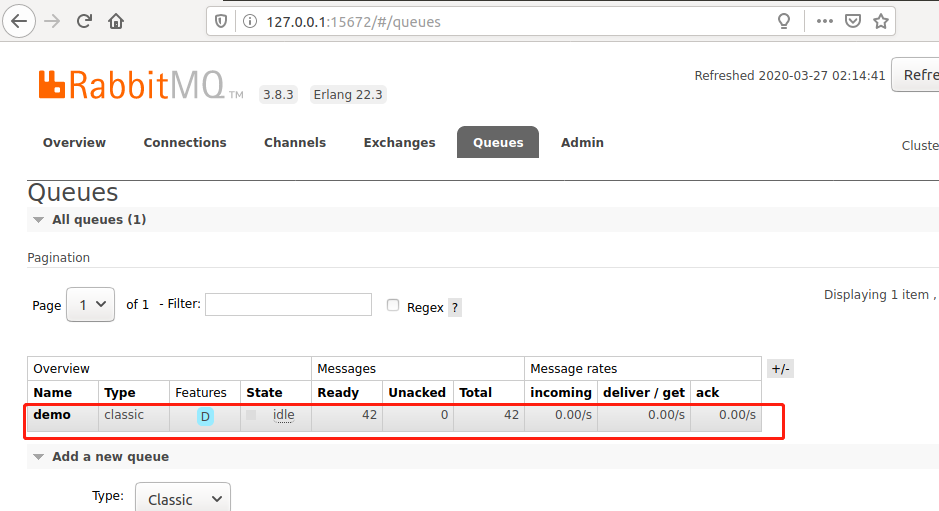 127.0.0.1:15672/#/queues
RabbitMQ TM 3.8.3 Erlang 22.3
Refreshed 2020-03-27 02:14:41 Refre
Overview Connections Channels Exchanges Queues Admin
Cluste
Queues
All queues (1)
Pagination
Page 1 of 1 - Filter: Regex ?
Displaying 1 item ,
Overview Messages Message rates +/-
Name Type Features State Ready Unacked Total incoming deliver / get ack
demo classic D idle 42 0 42 0.00/s 0.00/s 0.00/s
Add a new queue
Type: Classic